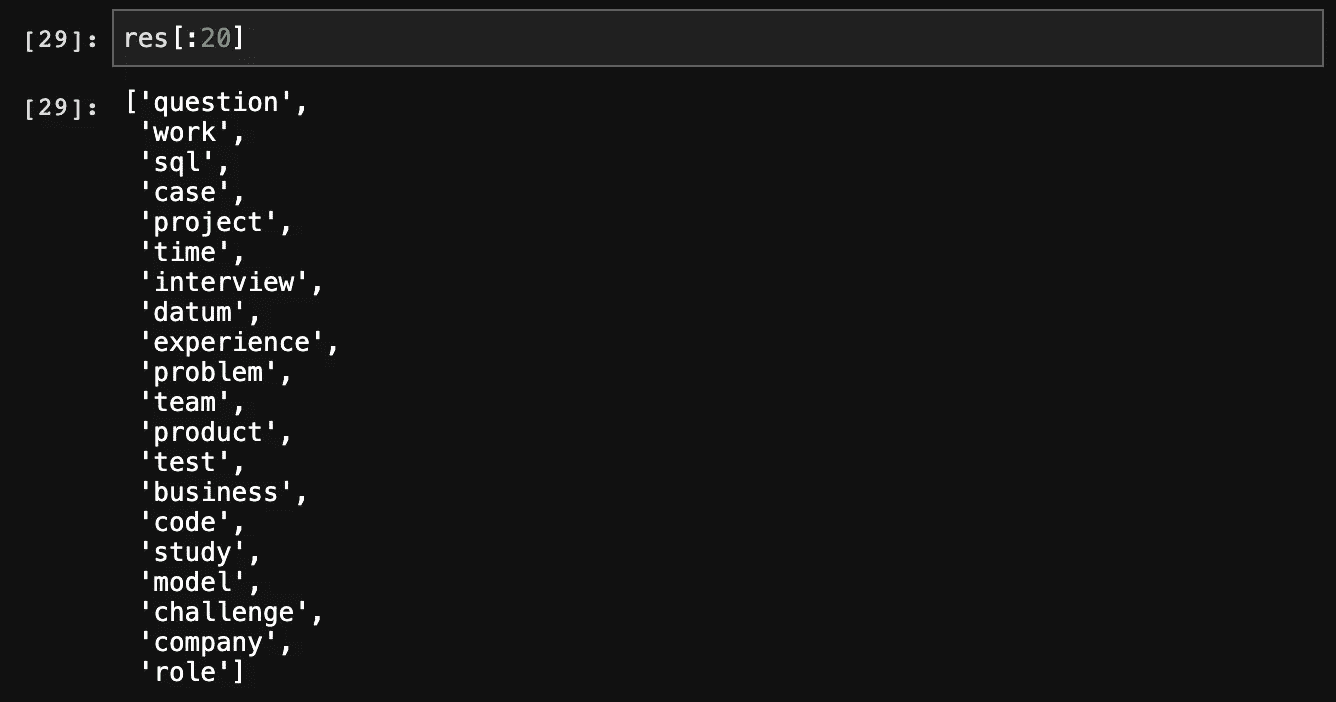 [29]: res[:20]
[29]: ['question',
'work',
'sql',
'case',
'project',
'time',
'interview',
'datum',
'experience',
'problem',
'team',
'product',
'test',
'business',
'code',
'study',
'model',
'challenge',
'company',
'role']